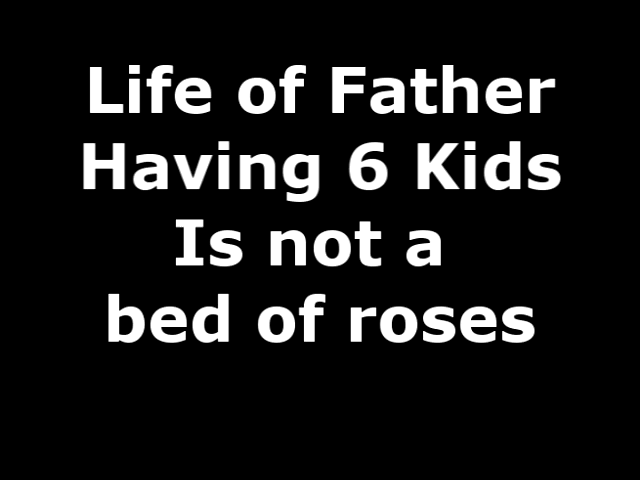 Life of Father
Having 6 Kids
Is not a
bed of roses